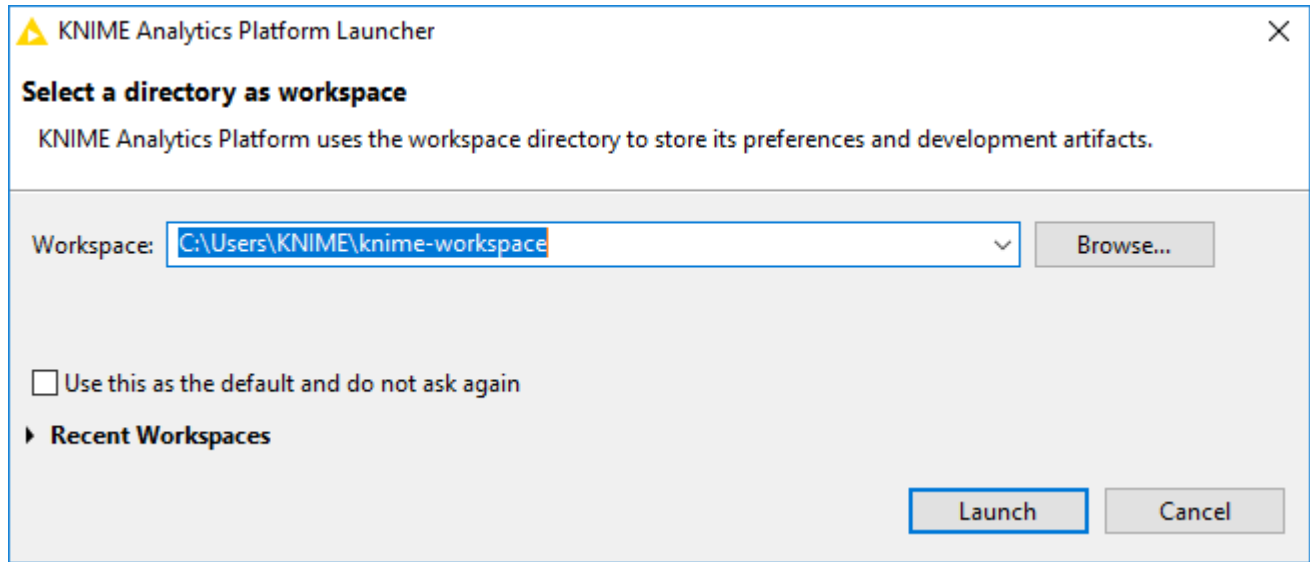 KNIME Analytics Platform Launcher
Select a directory as workspace
KNIME Analytics Platform uses the workspace directory to store its preferences and development artifacts.
Workspace: C:\Users\KNIME\knime-workspace Browse...
Use this as the default and do not ask again
Recent Workspaces
Launch Cancel